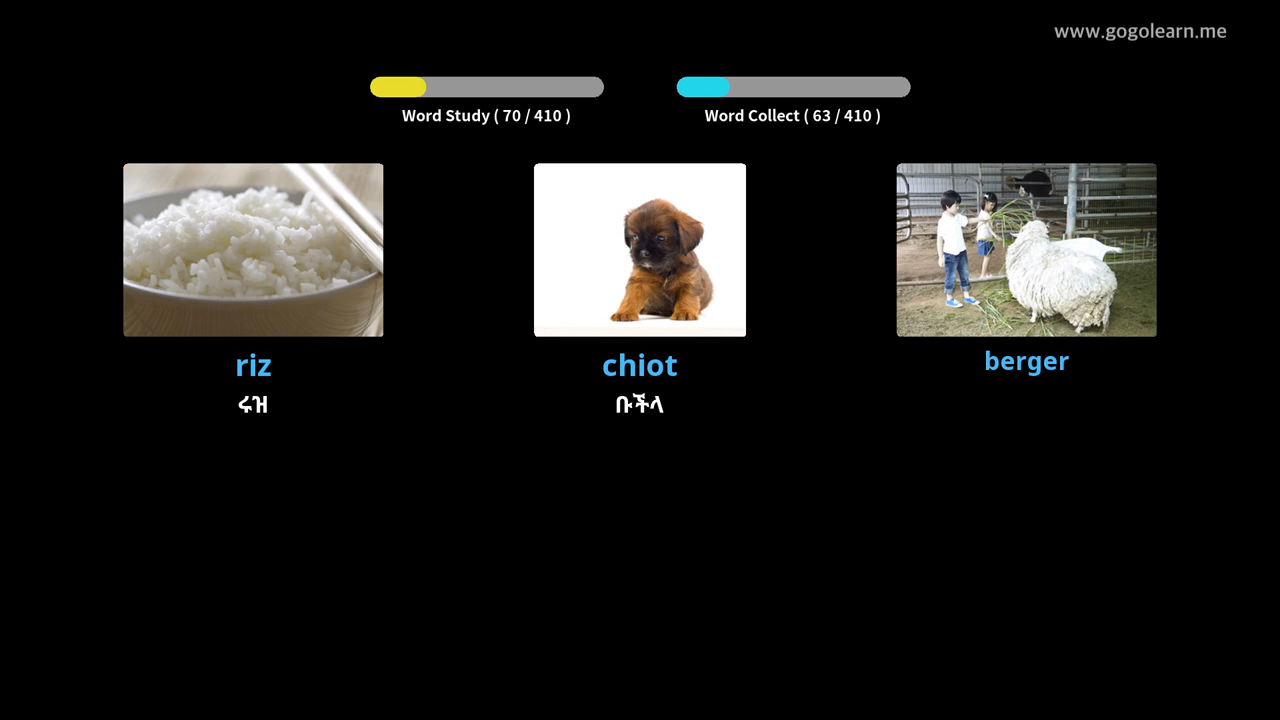 www.gogolearn.me
Word Study ( 70 / 410 )
Word Collect ( 63 / 410 )
riz
chiot
berger
ሩዝ
ቡችላ